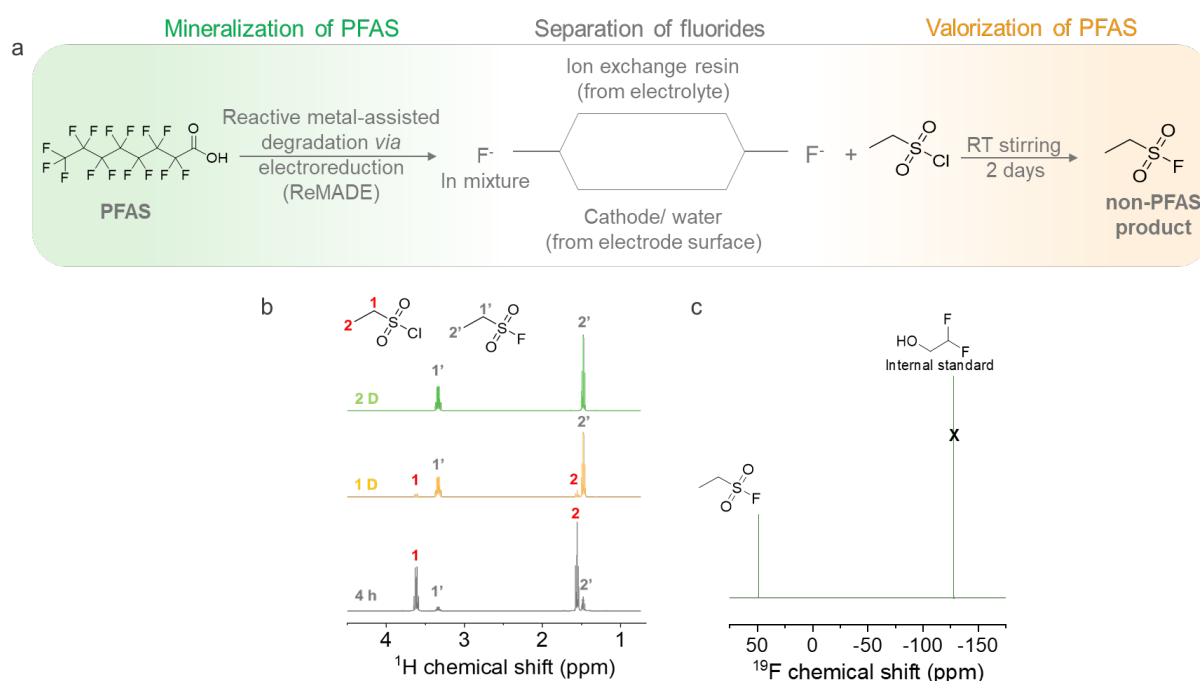 Mineralization of PFAS
Separation of fluorides
Valorization of PFAS
a
F F F F F F
F
F
F
F F F F F F
O
OH
PFAS
Reactive metal-assisted
degradation via
electroreduction
(ReMADE)
F-
In mixture
Ion exchange resin
(from electrolyte)
Cathode/ water
(from electrode surface)
F-
+
O
S
O
Cl
RT stirring
2 days
O
S
O
F
non-PFAS
product
b
1
2
O
S
O
Cl
1’
2’
O
S
O
F
2 D
1’
2’
1 D
1
1’
2
2’
4 h
1
1’
2
2’
4 3 2 1
1H chemical shift (ppm)
c
HO
F
F
Internal standard
X
O
S
O
F
50 0 -50 -100 -150
19F chemical shift (ppm)